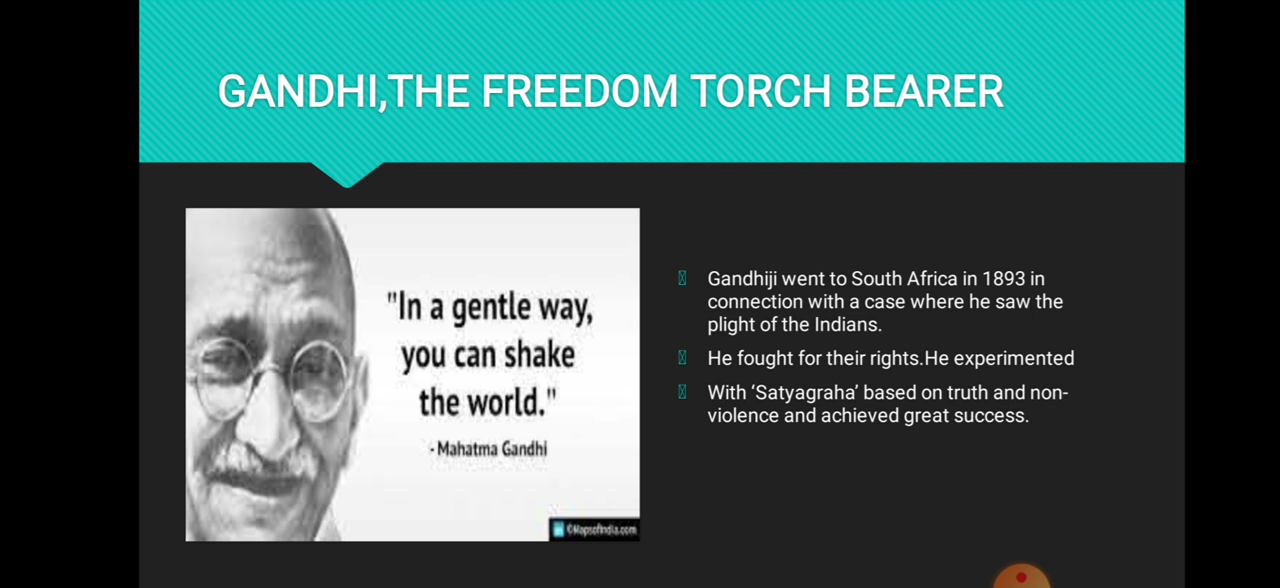 GANDHI,THE FREEDOM TORCH BEARER
"In a gentle way,
you can shake
the world."
- Mahatma Gandhi
©MapsofIndia.com
Gandhiji went to South Africa in 1893 in
connection with a case where he saw the
plight of the Indians.
He fought for their rights.He experimented
With ‘Satyagraha’ based on truth and non-
violence and achieved great success.